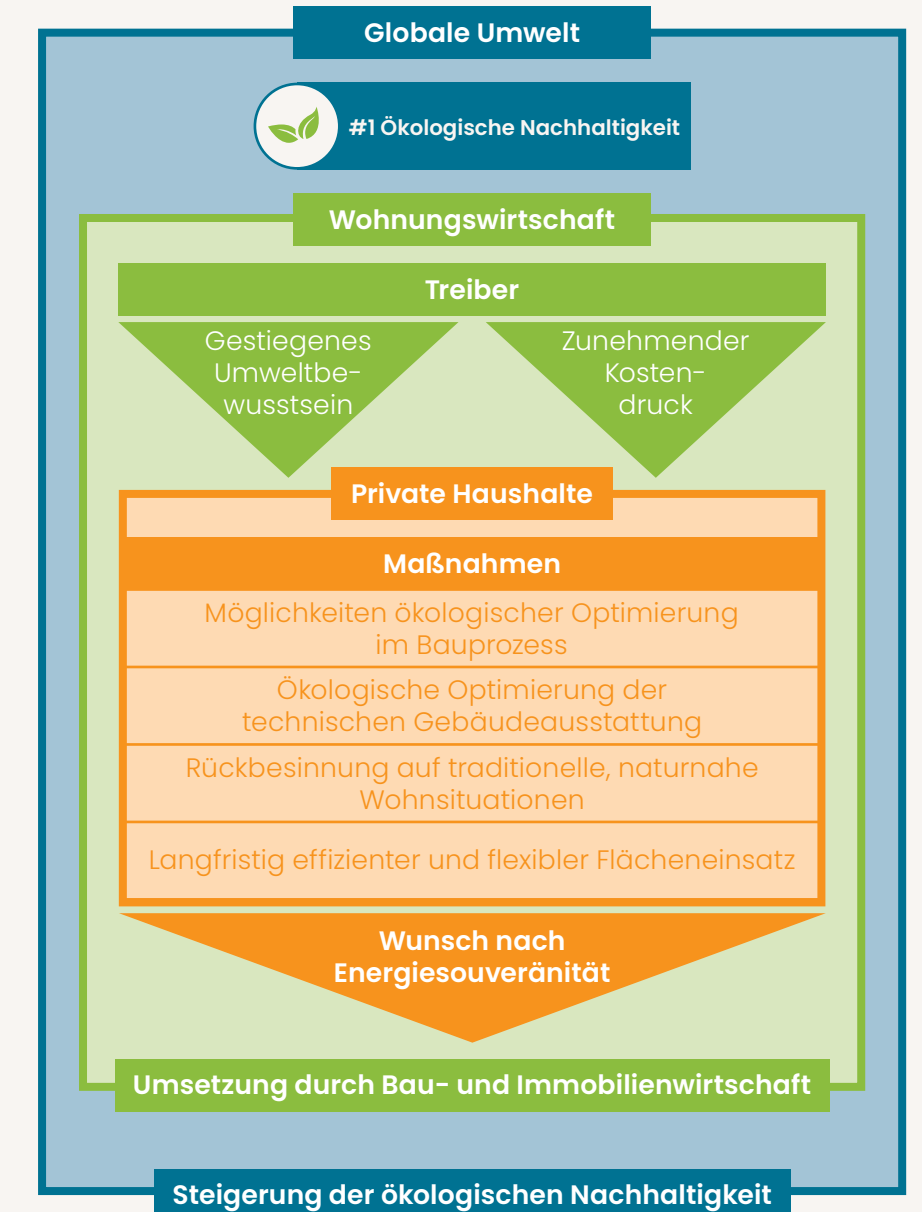 Globale Umwelt
#1 Ökologische Nachhaltigkeit
Wohnungswirtschaft
Treiber
Gestiegenes
Umweltbe-
wusstsein
Zunehmender
Kosten-
druck
Private Haushalte
Maßnahmen
Möglichkeiten ökologischer Optimierung
im Bauprozess
Ökologische Optimierung der
technischen Gebäudeausstattung
Rückbesinnung auf traditionelle, naturnahe
Wohnsituationen
Langfristig effizienter und flexibler Flächeneinsatz
Wunsch nach
Energiesouveränität
Umsetzung durch Bau- und Immobilienwirtschaft
Steigerung der ökologischen Nachhaltigkeit